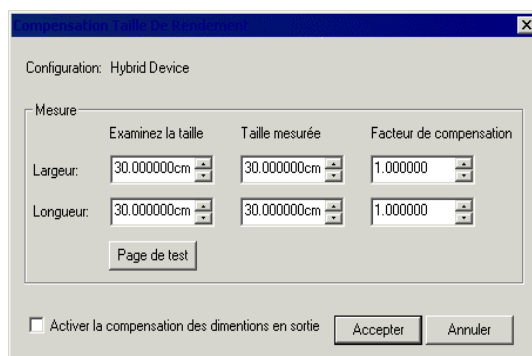 Compensation Taille De Rendement
Configuration: Hybrid Device
Mesure
Examinez la taille Taille mesurée Facteur de compensation
Largeur: 30.000000cm 30.000000cm 1.000000
Longueur: 30.000000cm 30.000000cm 1.000000
Page de test
Activer la compensation des dimentions en sortie Accepter Annuler